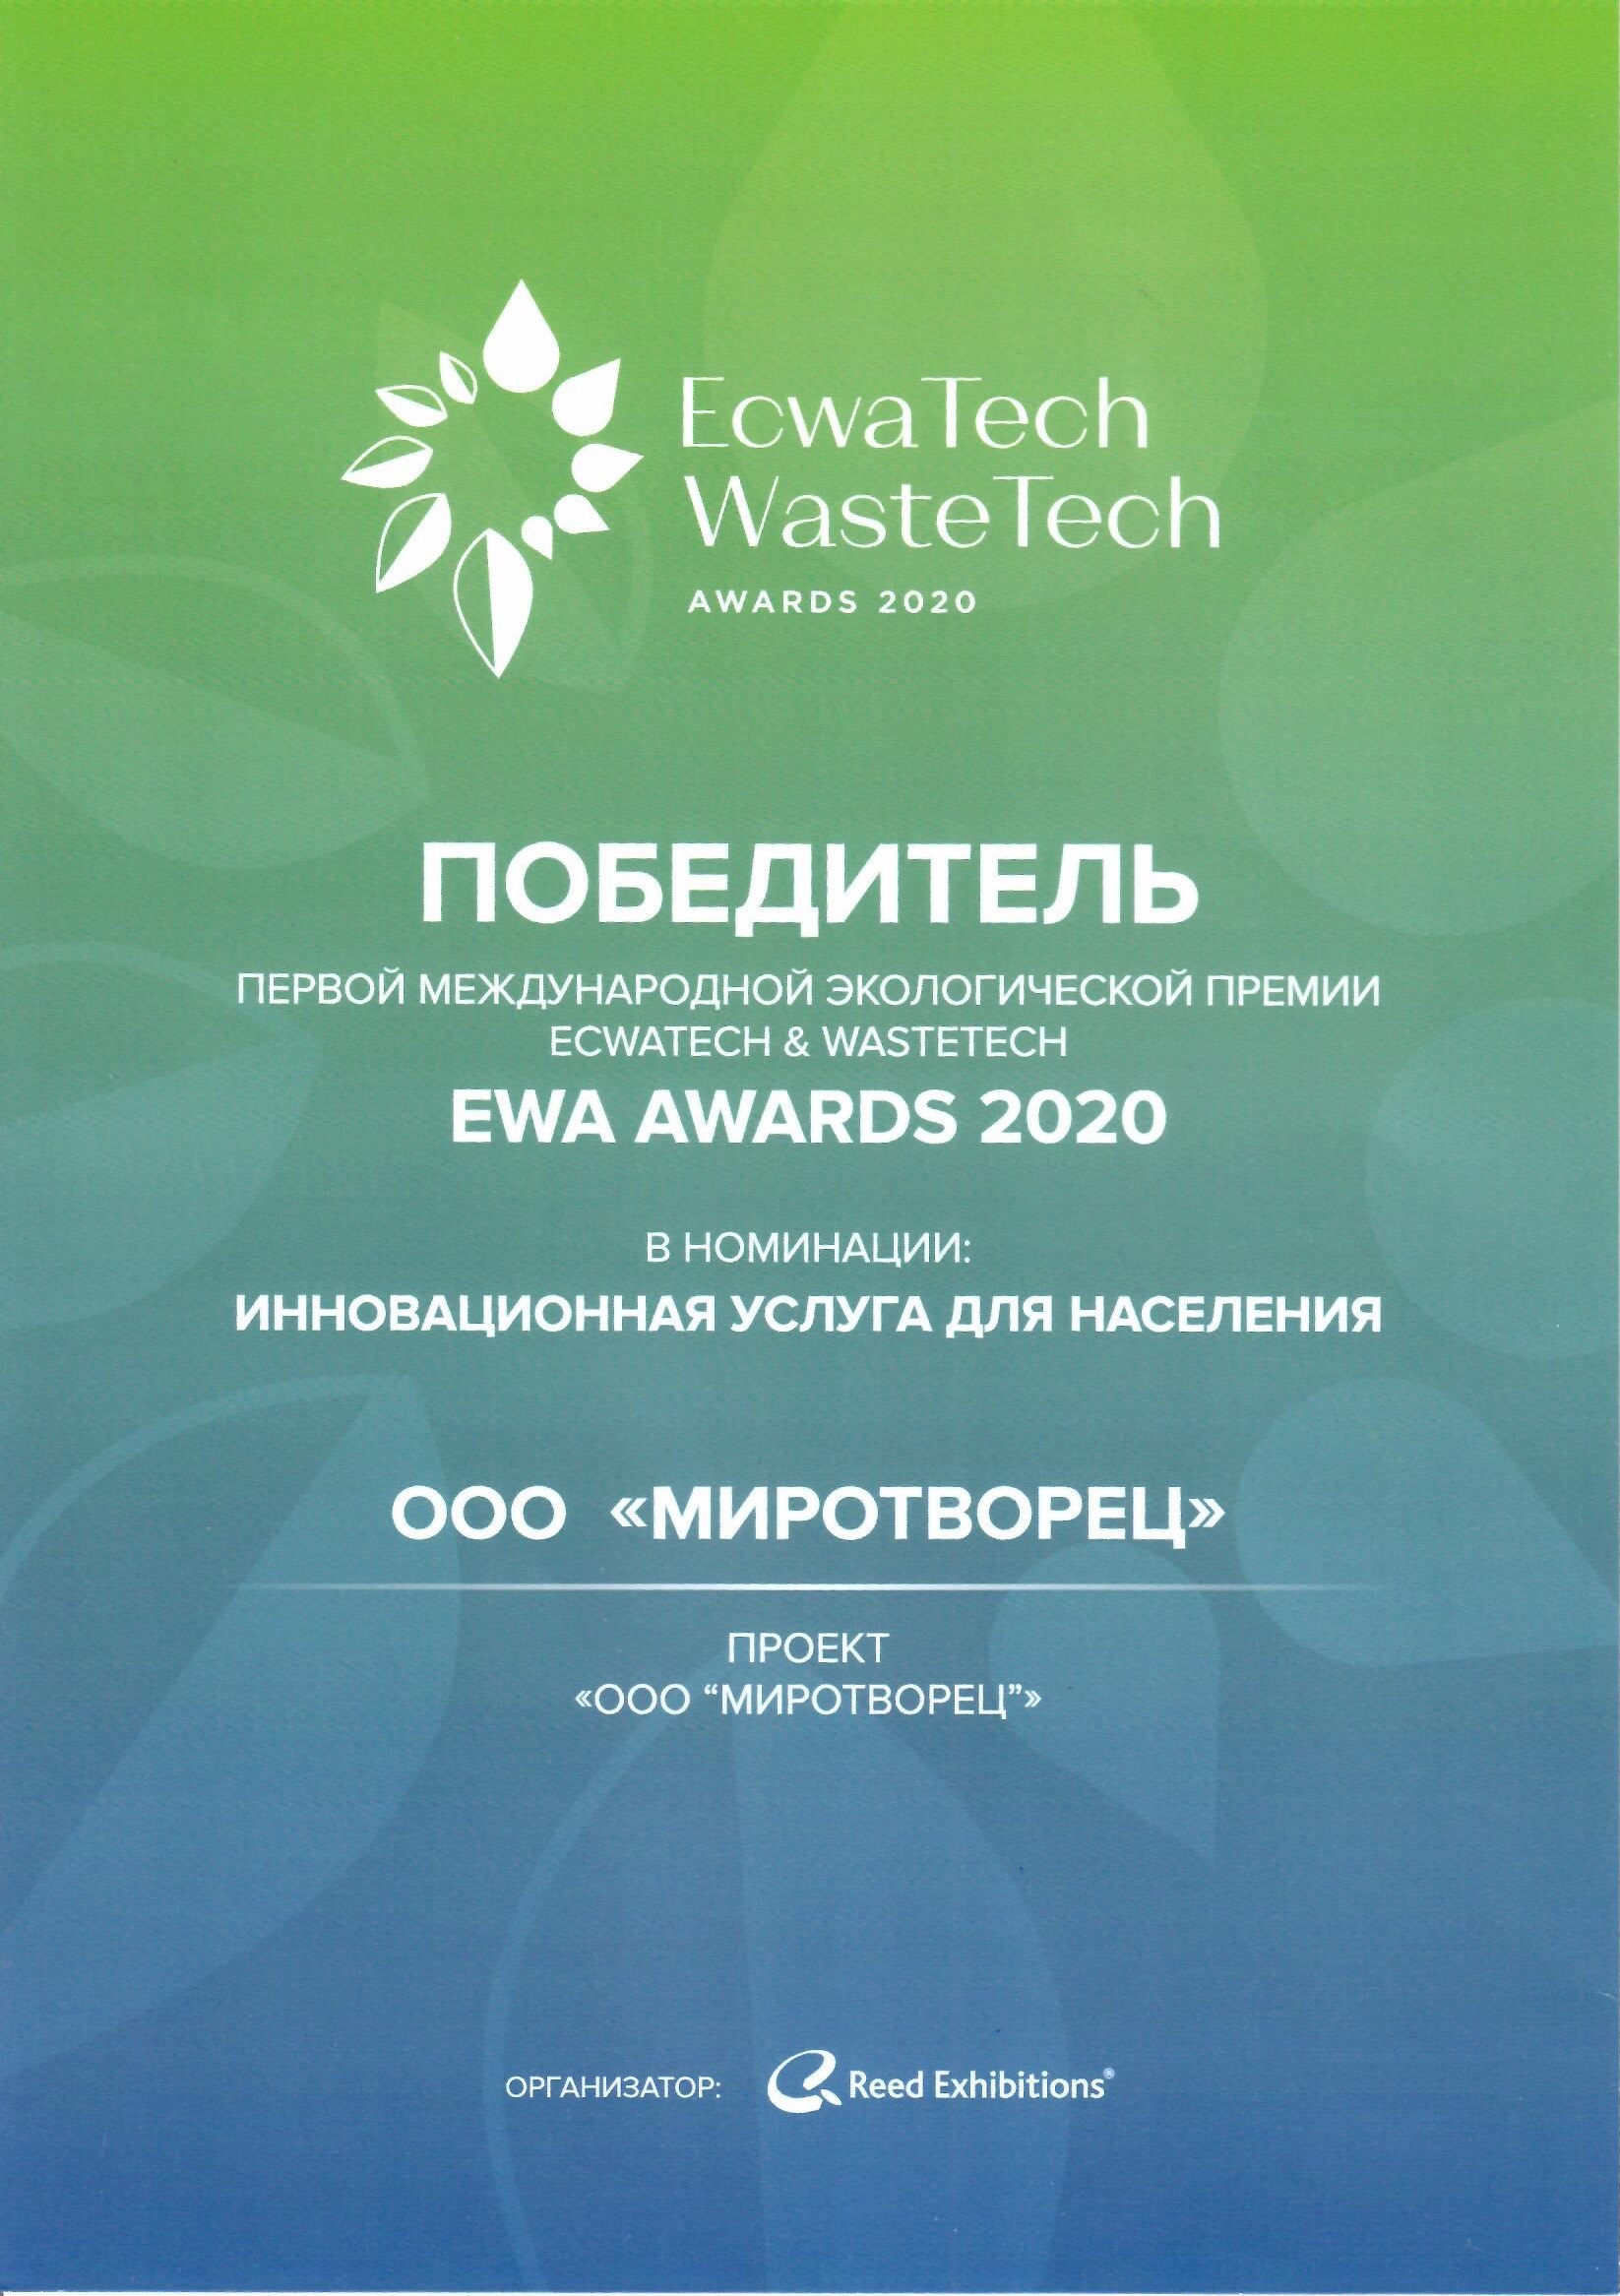 EcwaTech
WasteTech
AWARDS 2020
ПОБЕДИТЕЛЬ
ПЕРВОЙ МЕЖДУНАРОДНОЙ ЭКОЛОГИЧЕСКОЙ ПРЕМИИ
ECWATECH & WASTETECH
EWA AWARDS 2020
В НОМИНАЦИИ:
ИННОВАЦИОННАЯ УСЛУГА ДЛЯ НАСЕЛЕНИЯ
ООО «МИРОТВОРЕЦ»
ПРОЕКТ
«ООО “МИРОТВОРЕЦ”»
ОРГАНИЗАТОР: Reed Exhibitions®